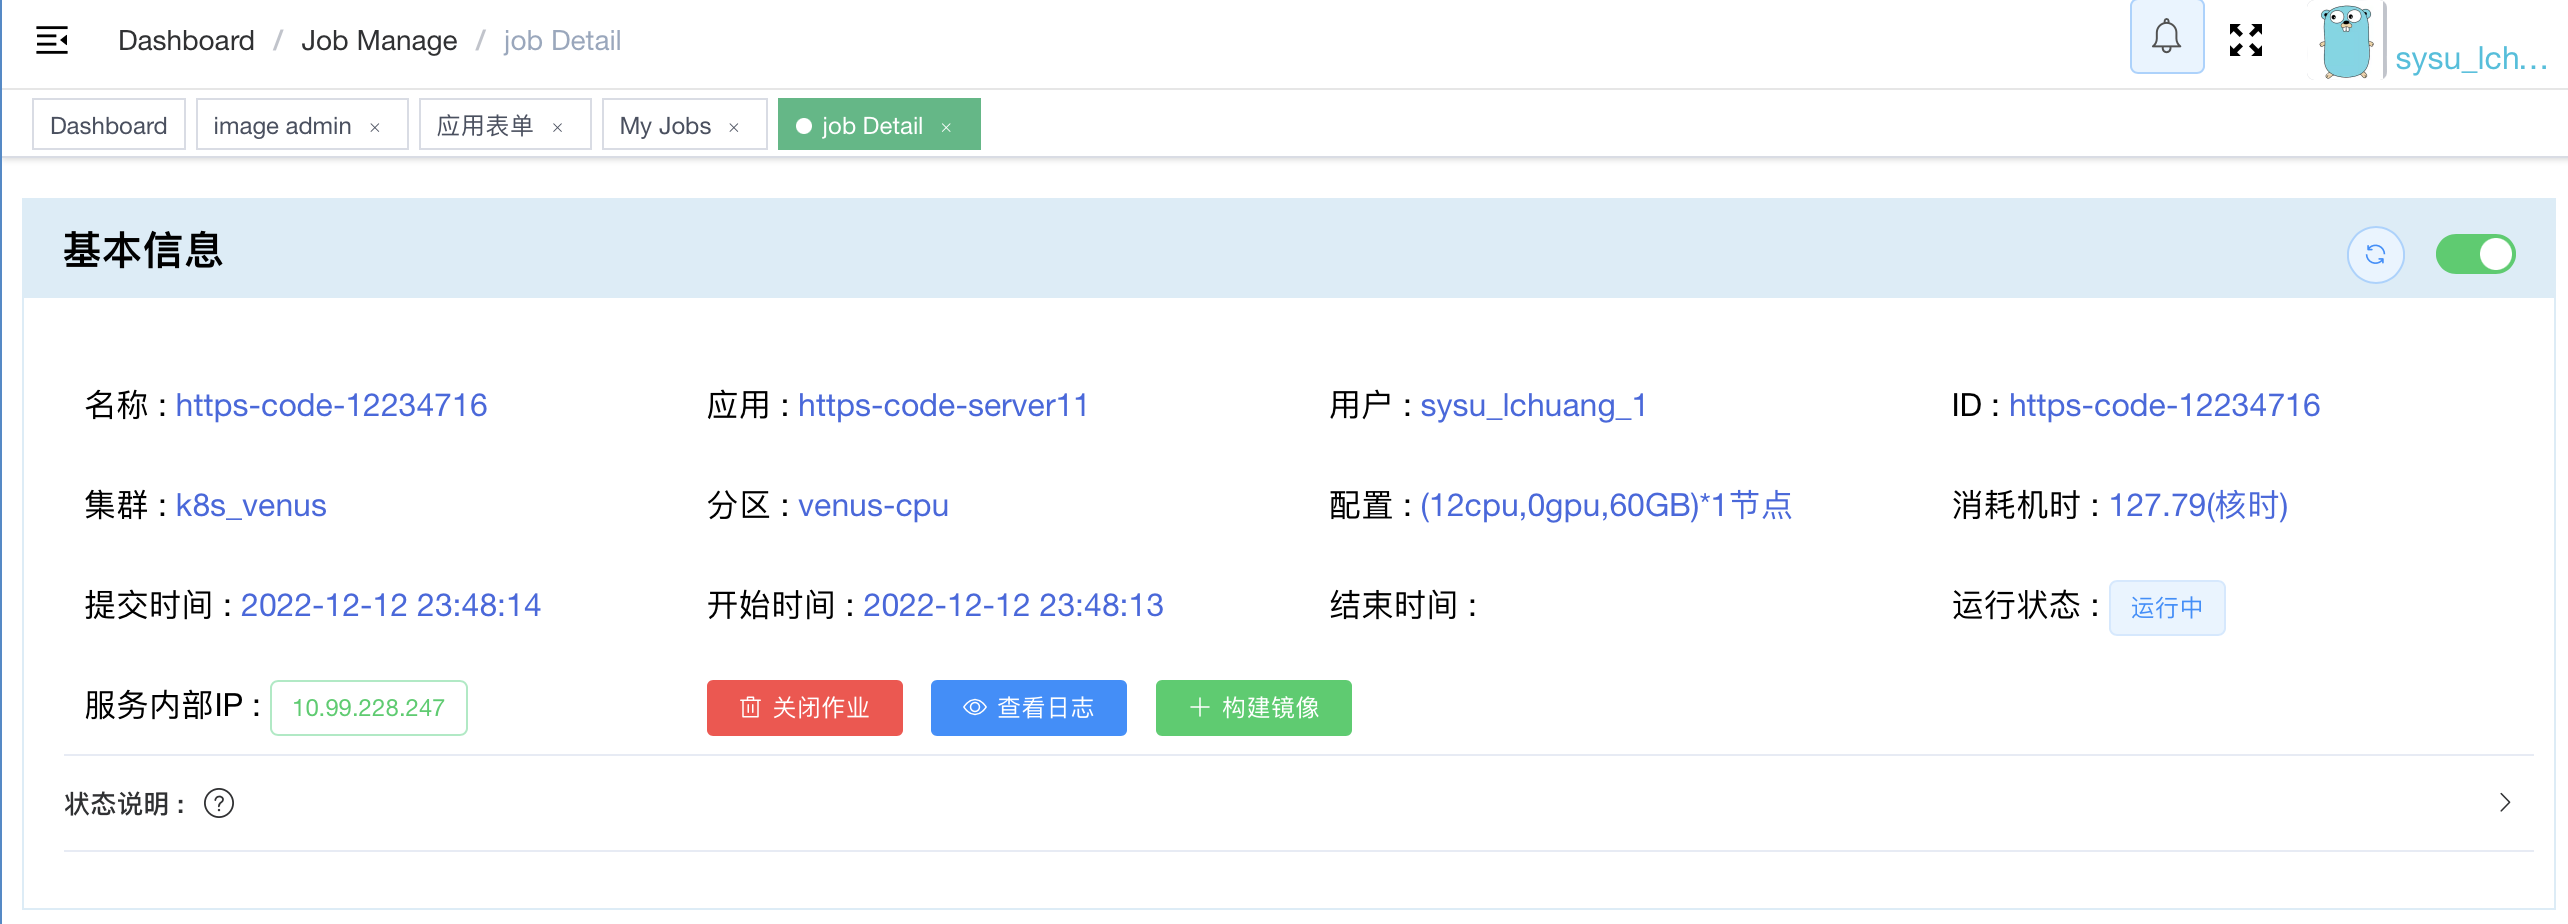 Dashboard / Job Manage / job Detail
sysu_lch...
Dashboard image admin × 应用表单 × My Jobs × job Detail ×
基本信息
名称 : https-code-12234716 应用 : https-code-server11 用户 : sysu_lchuang_1 ID : https-code-12234716
集群 : k8s_venus 分区 : venus-cpu 配置 : (12cpu,0gpu,60GB)*1节点 消耗机时 : 127.79(核时)
提交时间 : 2022-12-12 23:48:14 开始时间 : 2022-12-12 23:48:13 结束时间 : 运行状态 : 运行中
服务内部IP : 10.99.228.247 关闭作业 查看日志 构建镜像
状态说明 : ?